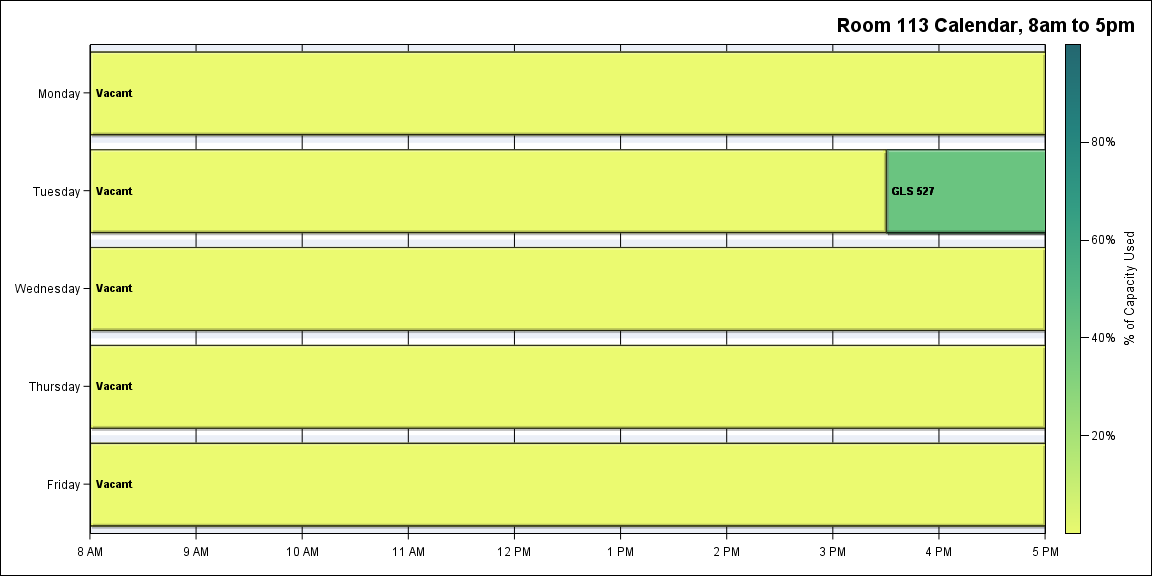 Room 113 Calendar, 8am to 5pm
Monday
Vacant
Tuesday
Vacant
GLS 527
Wednesday
Vacant
Thursday
Vacant
Friday
Vacant
8 AM 9 AM 10 AM 11 AM 12 PM 1 PM 2 PM 3 PM 4 PM 5 PM
80%
60%
40%
20%
% of Capacity Used